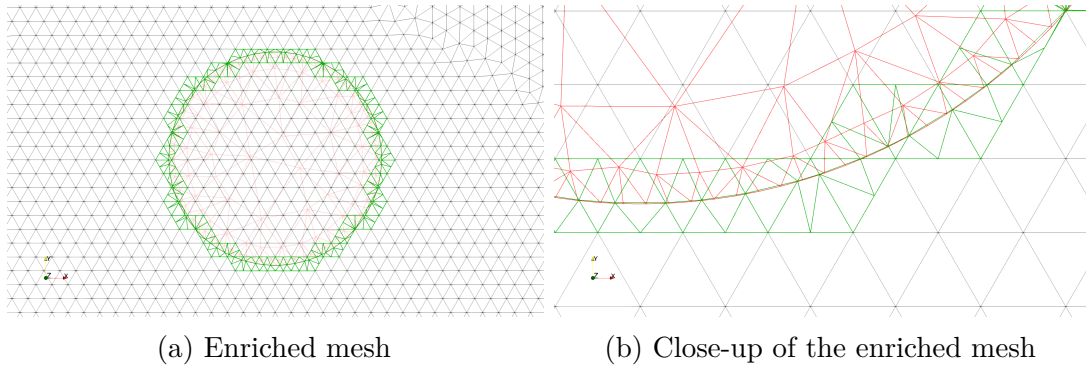 Y
Z
X
Y
Z
X
(a) Enriched mesh
(b) Close-up of the enriched mesh